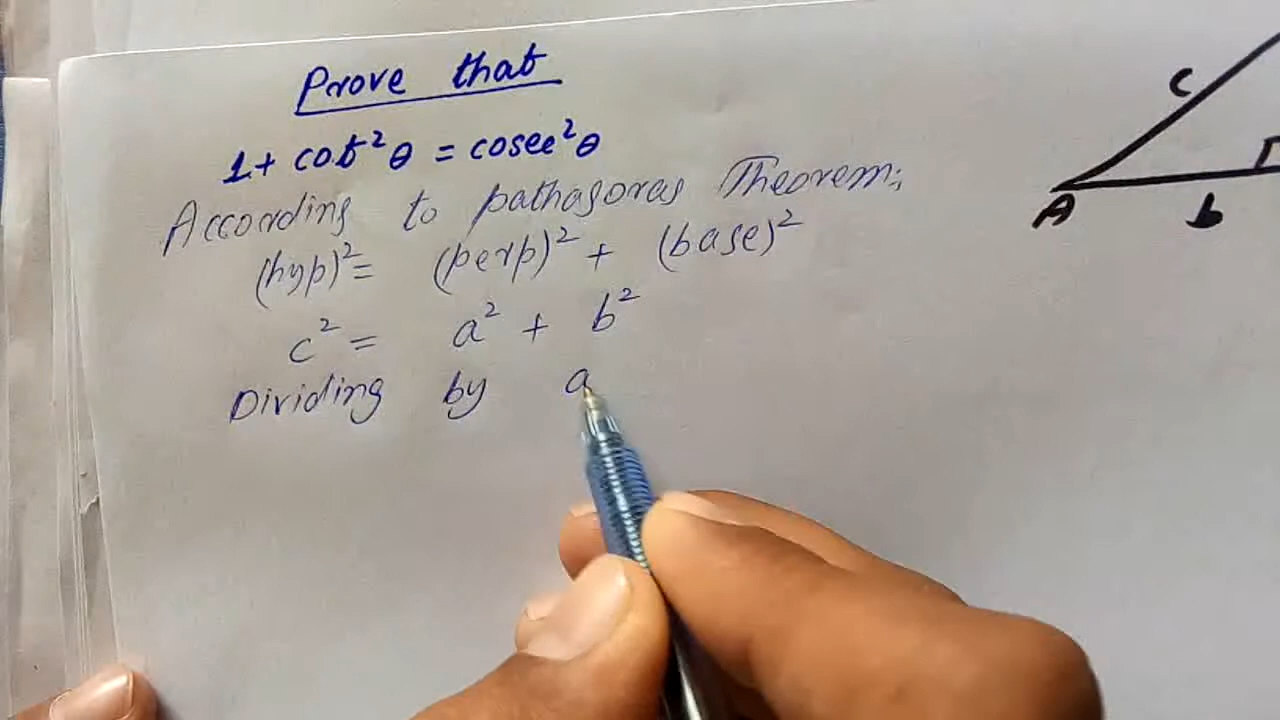 Prove that
1 + cot²θ = cosec²θ
According to pathagoras Theorem;
(hyp)² = (perp)² + (base)²
c² = a² + b²
Dividing by a
C
A
b